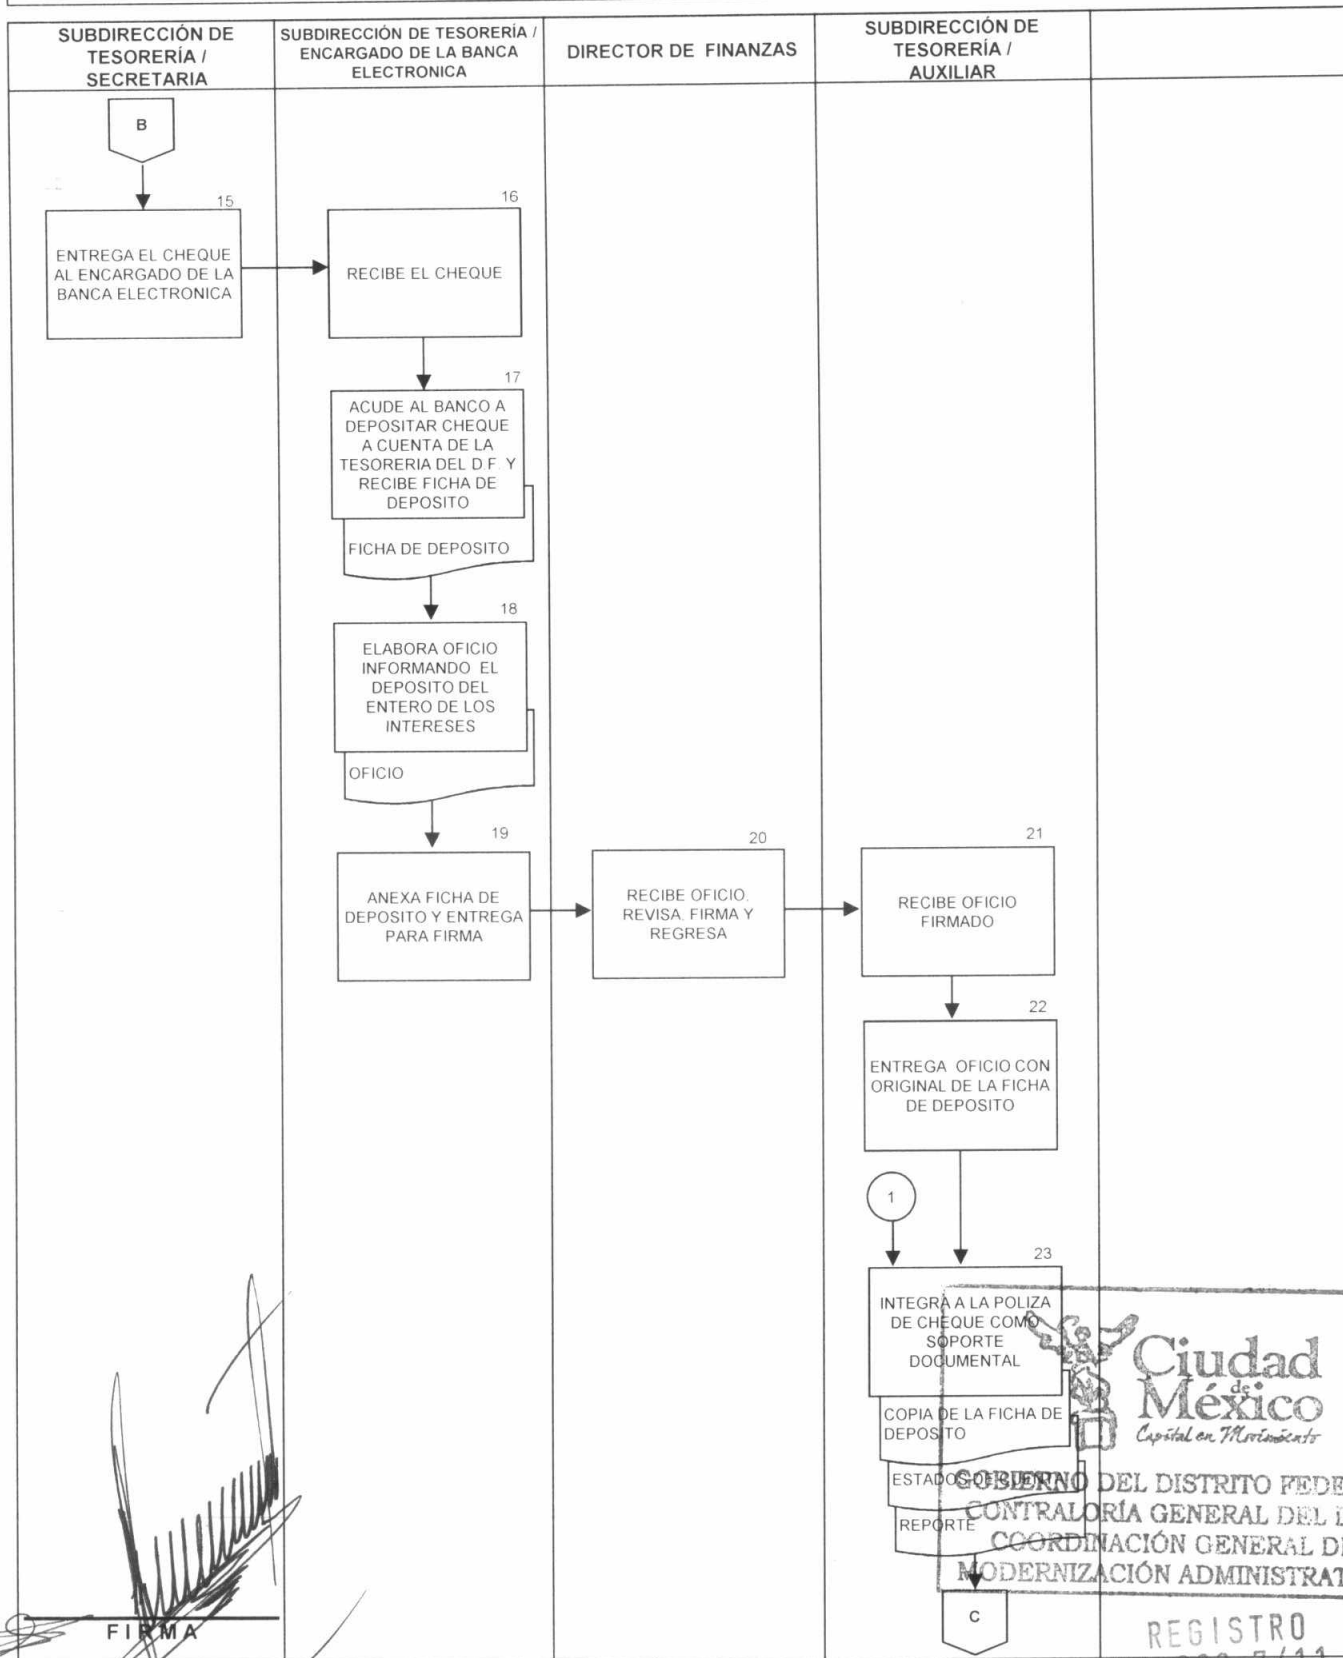 SUBDIRECCIÓN DE
TESORERÍA /
SECRETARIA
SUBDIRECCIÓN DE TESORERÍA /
ENCARGADO DE LA BANCA
ELECTRONICA
DIRECTOR DE FINANZAS
SUBDIRECCIÓN DE
TESORERÍA /
AUXILIAR
B
15
ENTREGA EL CHEQUE
AL ENCARGADO DE LA
BANCA ELECTRONICA
16
RECIBE EL CHEQUE
17
ACUDE AL BANCO A
DEPOSITAR CHEQUE
A CUENTA DE LA
TESORERIA DEL D.F. Y
RECIBE FICHA DE
DEPOSITO
FICHA DE DEPOSITO
18
ELABORA OFICIO
INFORMANDO EL
DEPOSITO DEL
ENTERO DE LOS
INTERESES
OFICIO
19
ANEXA FICHA DE
DEPOSITO Y ENTREGA
PARA FIRMA
20
RECIBE OFICIO,
REVISA, FIRMA Y
REGRESA
21
RECIBE OFICIO
FIRMADO
22
ENTREGA OFICIO CON
ORIGINAL DE LA FICHA
DE DEPOSITO
1
23
INTEGRA A LA POLIZA
DE CHEQUE COMO
SOPORTE
DOCUMENTAL
COPIA DE LA FICHA DE
DEPOSITO
ESTADOS DE CUENTA
REPORTE
C
Ciudad
de
México
Capital en Movimiento
GOBIERNO DEL DISTRITO FEDE
CONTRALORÍA GENERAL DEL
COORDINACIÓN GENERAL DE
MODERNIZACIÓN ADMINISTRAT
REGISTRO
FIRMA